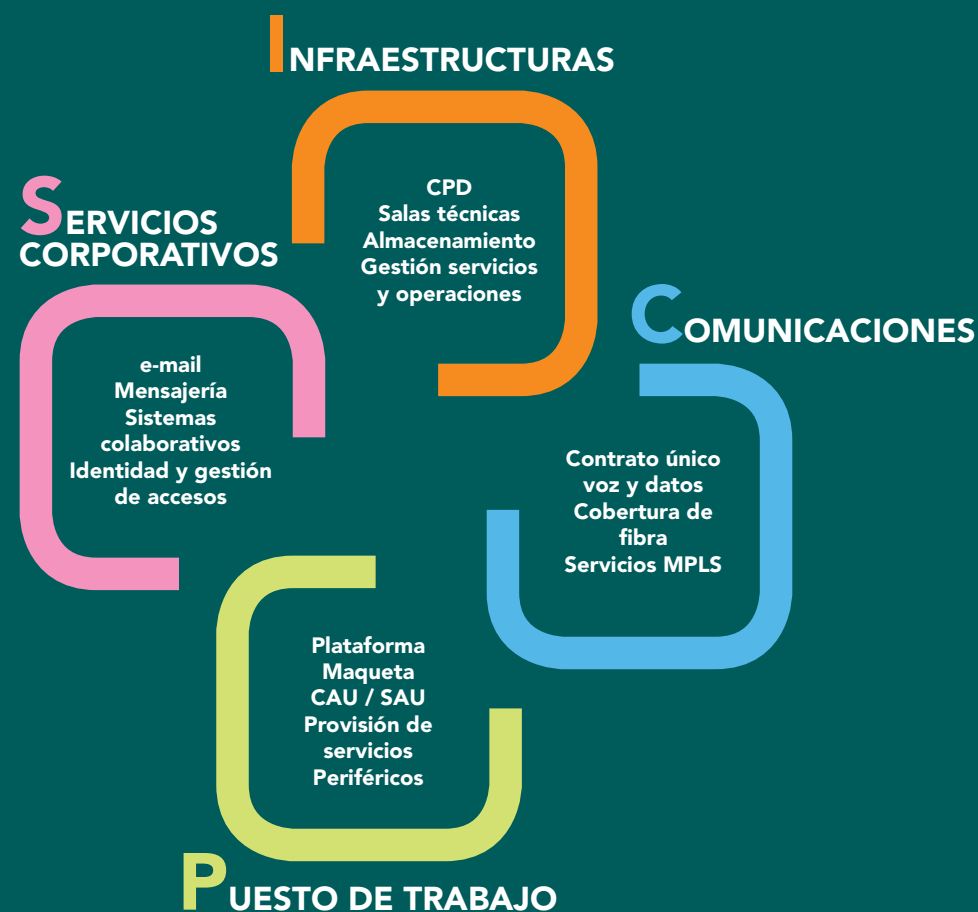 INFRAESTRUCTURAS
CPD
Salas técnicas
Almacenamiento
Gestión servicios
y operaciones
SERVICIOS
CORPORATIVOS
e-mail
Mensajería
Sistemas
colaborativos
Identidad y gestión
de accesos
COMUNICACIONES
Contrato único
voz y datos
Cobertura de
fibra
Servicios MPLS
Plataforma
Maqueta
CAU / SAU
Provisión de
servicios
Periféricos
PUESTO DE TRABAJO